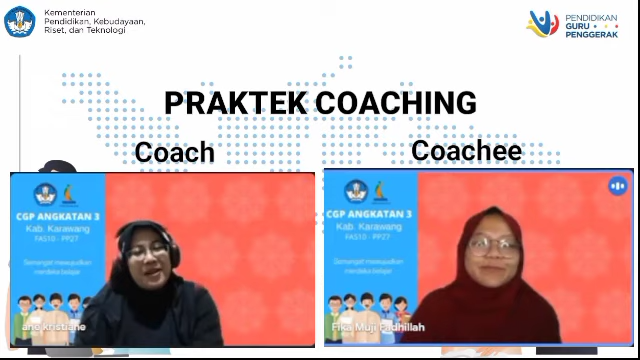 Kementerian
Pendidikan, Kebudayaan,
Riset, dan Teknologi
PENDIDIKAN
GURU
PENGGERAK
PRAKTEK COACHING
Coach
Coachee
CGP ANGKATAN 3
Kab. Karawang
FAS10 - PP27
Semangat mewujudkan
merdeka belajar
ane kristiane
CGP ANGKATAN 3
Kab. Karawang
FAS10 - PP27
Semangat mewujudkan
merdeka belajar
Fika Muji Fadhillah